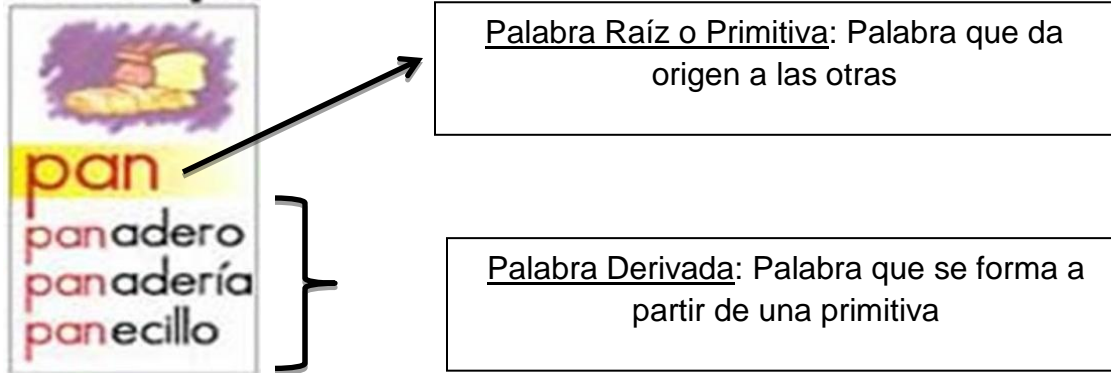 pan
panadero
panadería
panecillo
Palabra Raíz o Primitiva: Palabra que da
origen a las otras
Palabra Derivada: Palabra que se forma a
partir de una primitiva